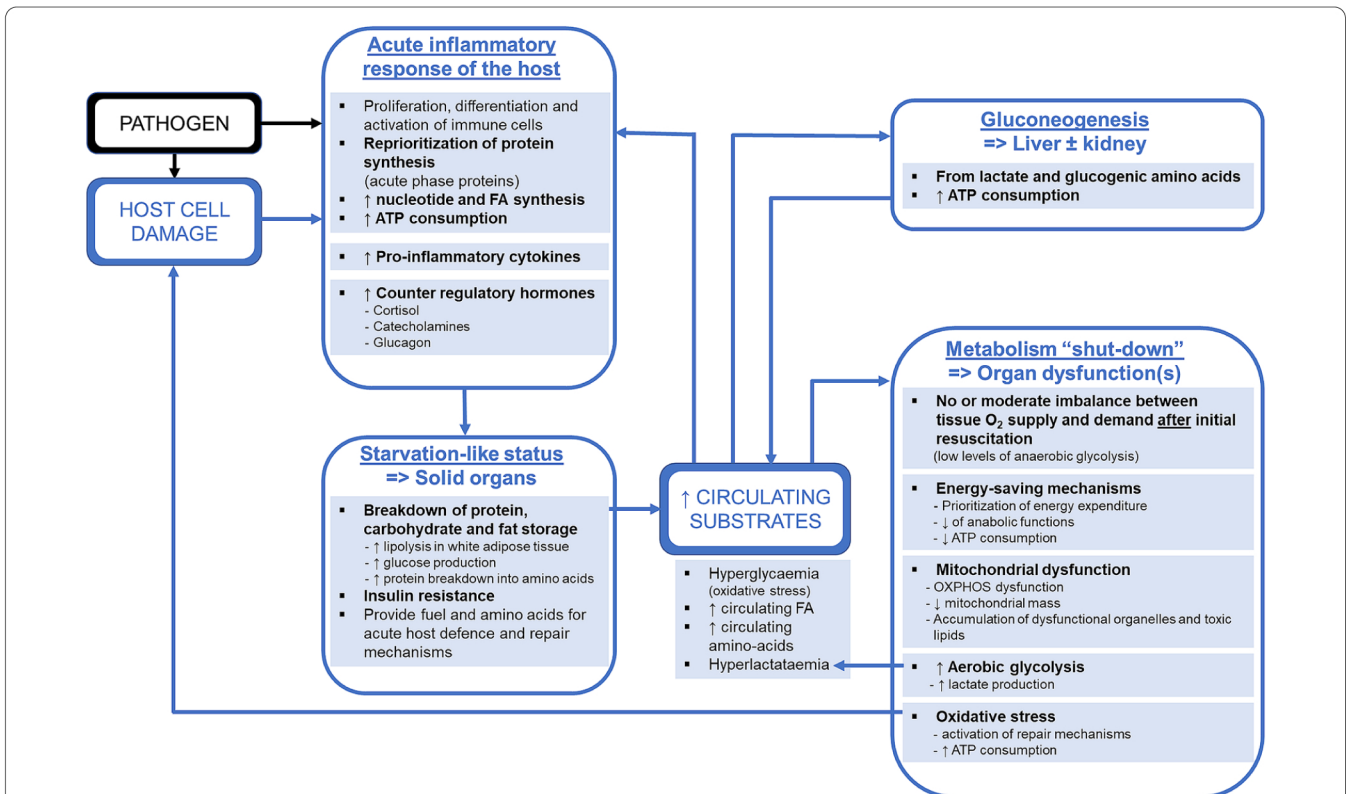 PATHOGEN
HOST CELL
DAMAGE
Acute inflammatory
response of the host
▪ Proliferation, differentiation and
activation of immune cells
▪ Reprioritization of protein
synthesis
(acute phase proteins)
▪ ↑ nucleotide and FA synthesis
▪ ↑ ATP consumption
▪ ↑ Pro-inflammatory cytokines
▪ ↑ Counter regulatory hormones
- Cortisol
- Catecholamines
- Glucagon
Starvation-like status
=> Solid organs
▪ Breakdown of protein,
carbohydrate and fat storage
- ↑ lipolysis in white adipose tissue
- ↑ glucose production
- ↑ protein breakdown into amino acids
▪ Insulin resistance
▪ Provide fuel and amino acids for
acute host defence and repair
mechanisms
↑ CIRCULATING
SUBSTRATES
▪ Hyperglycaemia
(oxidative stress)
▪ ↑ circulating FA
▪ ↑ circulating
amino-acids
▪ Hyperlactataemia
Gluconeogenesis
=> Liver ± kidney
▪ From lactate and glucogenic amino acids
▪ ↑ ATP consumption
Metabolism “shut-down”
=> Organ dysfunction(s)
▪ No or moderate imbalance between
tissue O₂ supply and demand after initial
resuscitation
(low levels of anaerobic glycolysis)
▪ Energy-saving mechanisms
- Prioritization of energy expenditure
- ↓ of anabolic functions
- ↓ ATP consumption
▪ Mitochondrial dysfunction
- OXPHOS dysfunction
- ↓ mitochondrial mass
- Accumulation of dysfunctional organelles and toxic
lipids
▪ ↑ Aerobic glycolysis
- ↑ lactate production
▪ Oxidative stress
- activation of repair mechanisms
- ↑ ATP consumption